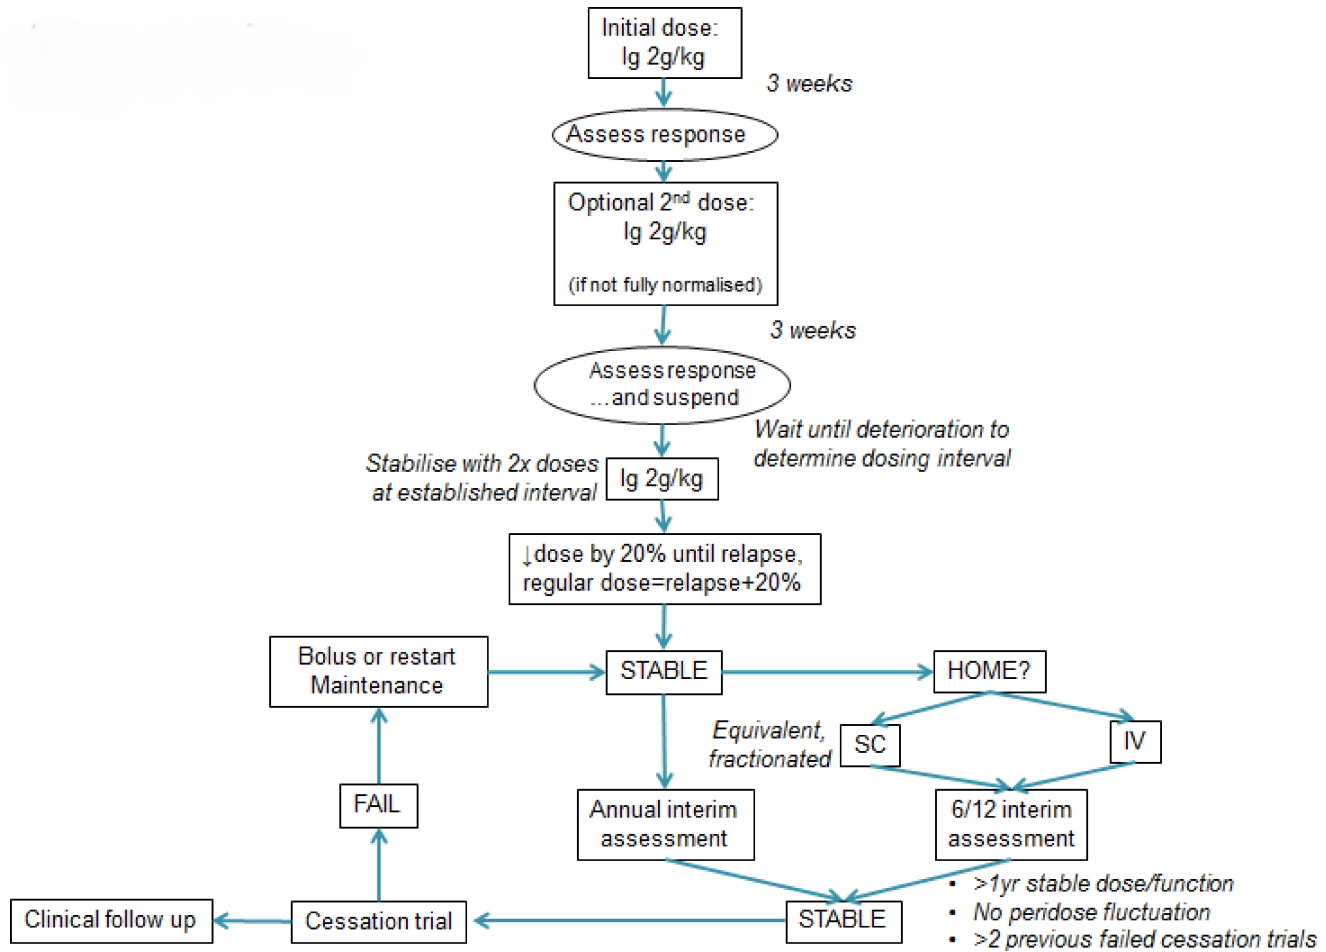 Initial dose:
Ig 2g/kg
3 weeks
Assess response
Optional 2nd dose:
Ig 2g/kg
(if not fully normalised)
3 weeks
Assess response
...and suspend
Wait until deterioration to
determine dosing interval
Stabilise with 2x doses
at established interval
Ig 2g/kg
↓dose by 20% until relapse,
regular dose=relapse+20%
Bolus or restart
Maintenance
STABLE
HOME?
Equivalent,
fractionated
SC
IV
FAIL
Annual interim
assessment
6/12 interim
assessment
• >1yr stable dose/function
• No peridose fluctuation
• >2 previous failed cessation trials
Clinical follow up
Cessation trial
STABLE